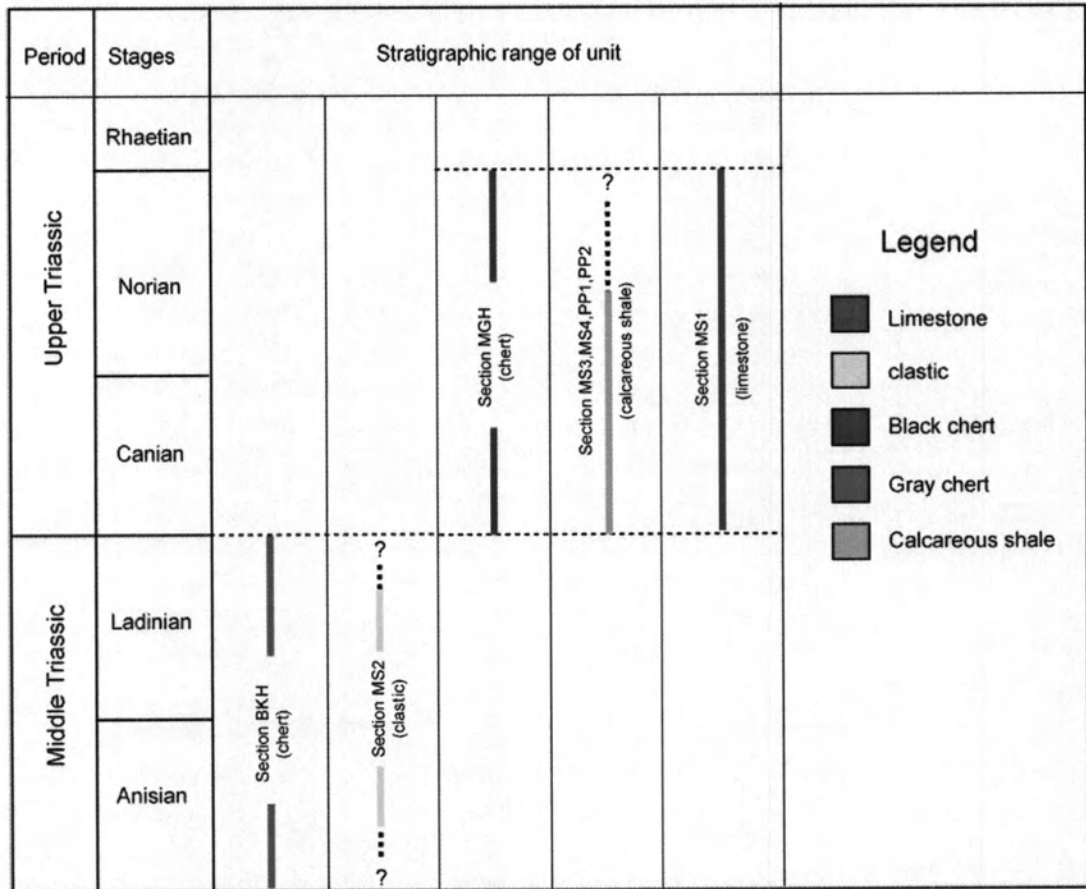 Period
Stages
Stratigraphic range of unit
Upper Triassic
Rhaetian
Norian
Canian
Middle Triassic
Ladinian
Anisian
Section BKH
(chert)
?
Section MS2
(clastic)
?
Section MGH
(chert)
?
Section MS3,MS4,PP1,PP2
(calcareous shale)
Section MS1
(limestone)
Legend
Limestone
clastic
Black chert
Gray chert
Calcareous shale